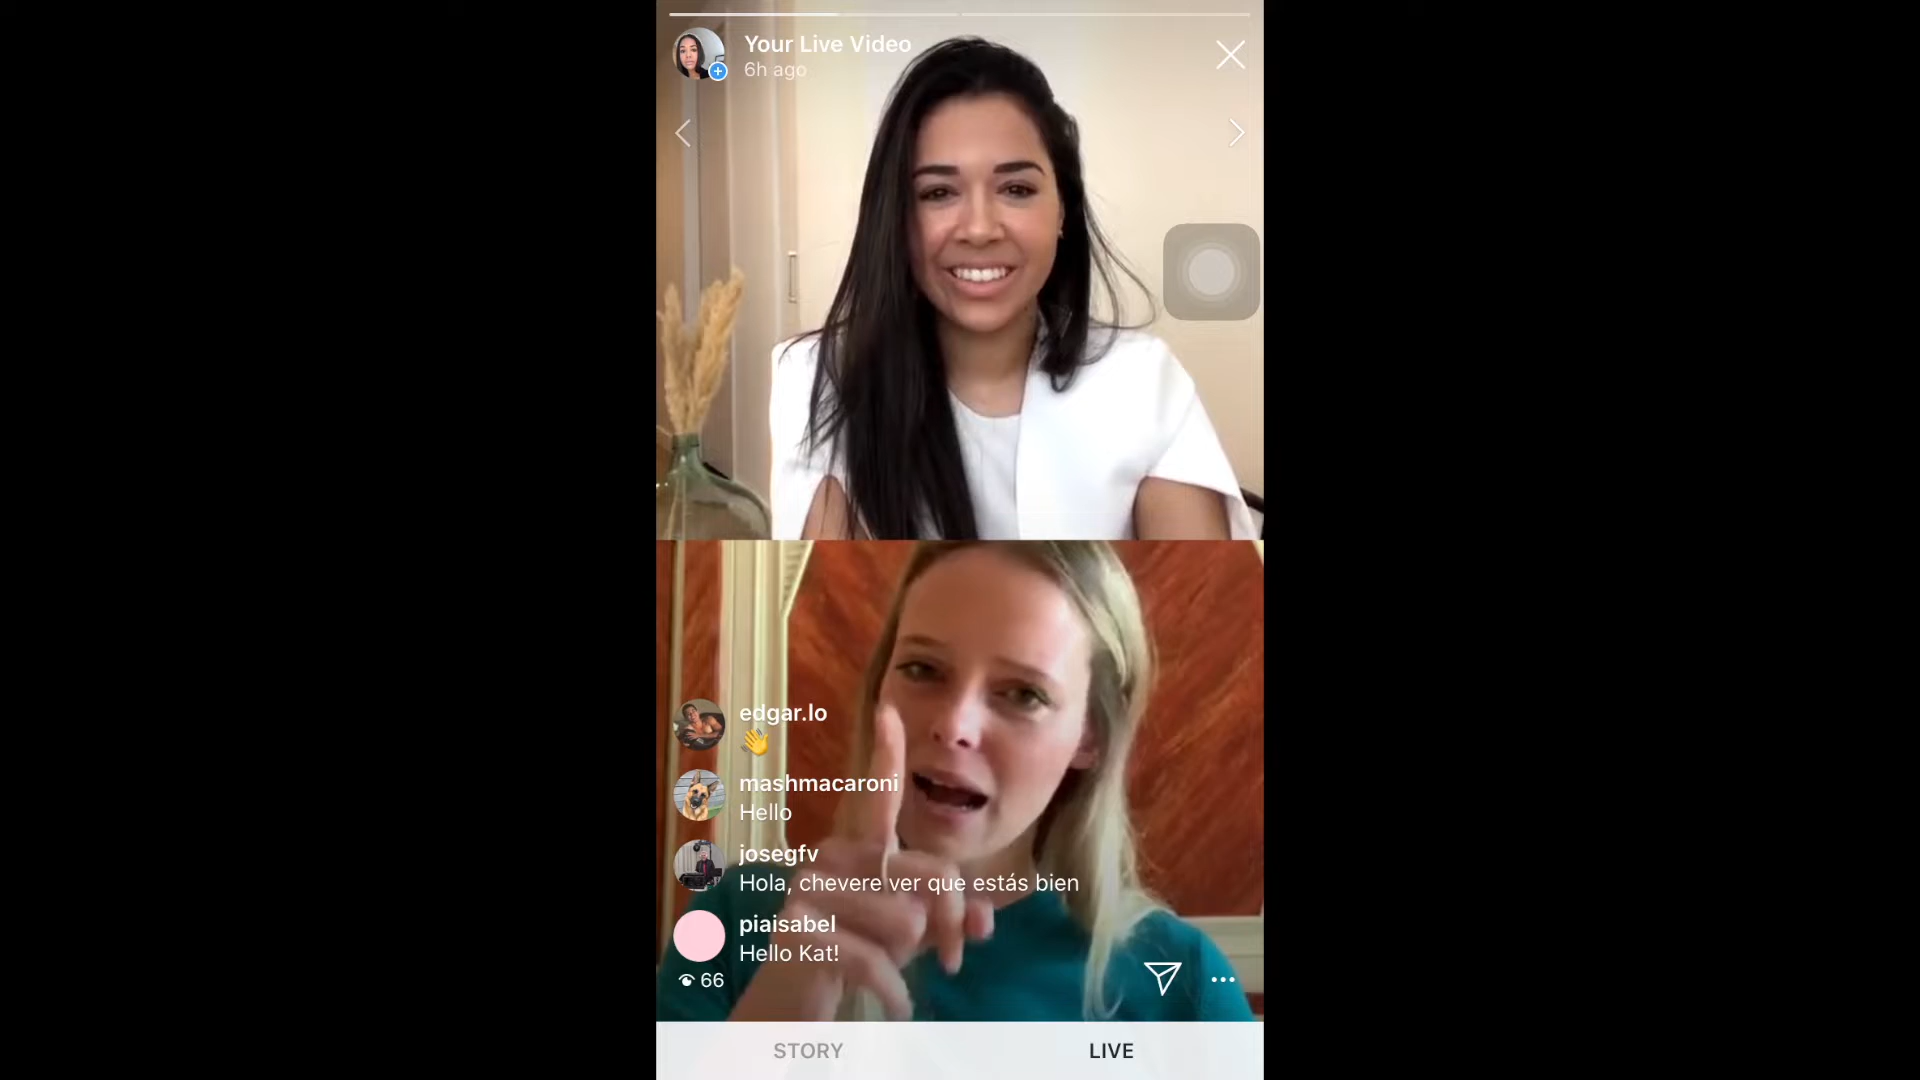 Your Live Video
6h ago
edgar.lo
👋
mashmacaroni
Hello
josegfv
Hola, chevere ver que estás bien
piaisabel
Hello Kat!
66
STORY
LIVE